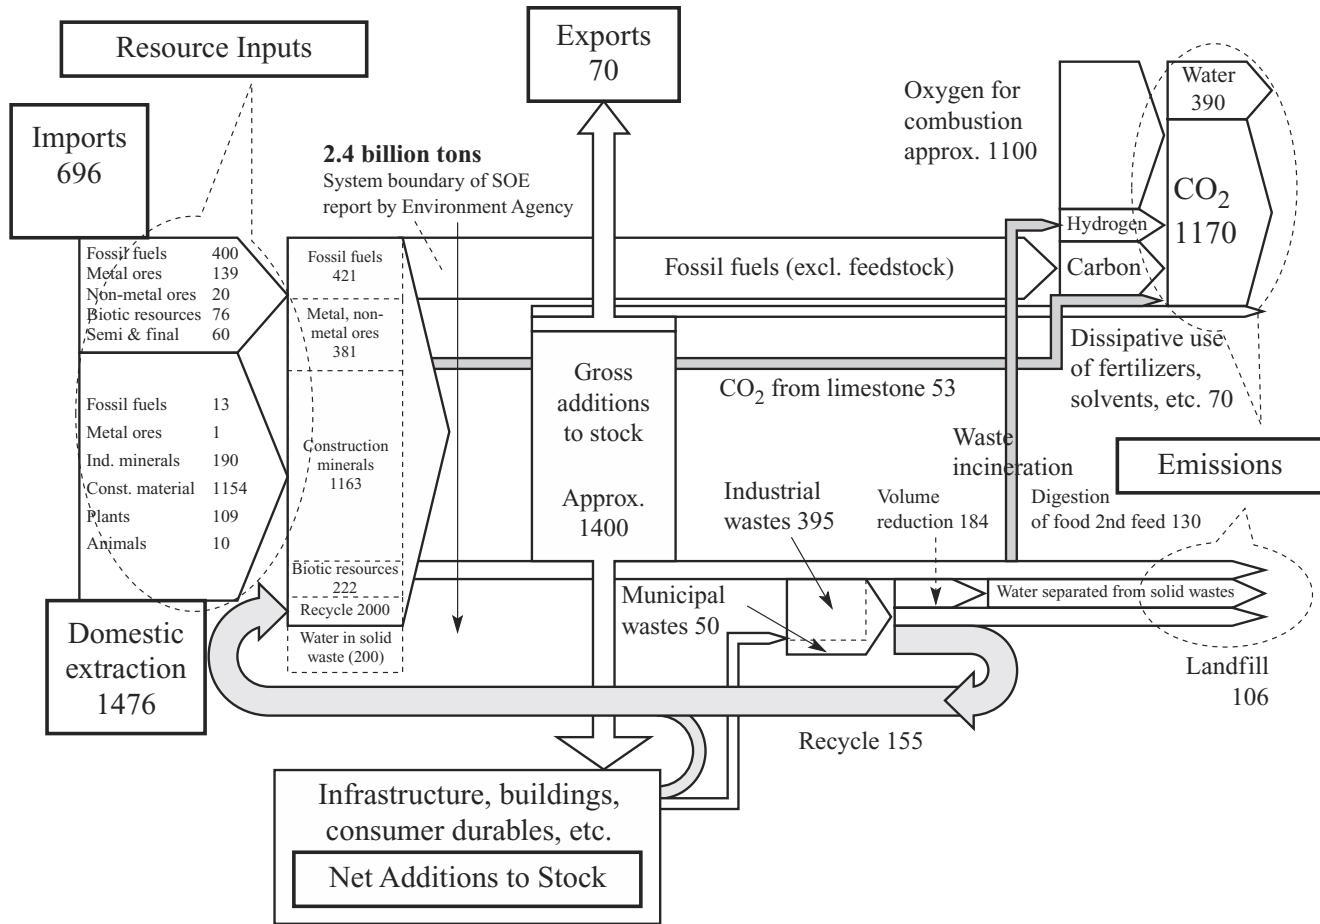 Resource Inputs
Exports
70
Imports
696
2.4 billion tons
System boundary of SOE
report by Environment Agency
Oxygen for
combustion
approx. 1100
Water
390
CO2
1170
Hydrogen
Carbon
Fossil fuels 400
Metal ores 139
Non-metal ores 20
Biotic resources 76
Semi & final 60
Fossil fuels
421
Metal, non-
metal ores
381
Fossil fuels (excl. feedstock)
CO2 from limestone 53
Dissipative use
of fertilizers,
solvents, etc. 70
Gross
additions
to stock
Approx.
1400
Fossil fuels 13
Metal ores 1
Ind. minerals 190
Const. material 1154
Plants 109
Animals 10
Construction
minerals
1163
Biotic resources
222
Recycle 2000
Water in solid
waste (200)
Waste
incineration
Emissions
Industrial
wastes 395
Volume
reduction 184
Digestion
of food 2nd feed 130
Municipal
wastes 50
Water separated from solid wastes
Domestic
extraction
1476
Landfill
106
Recycle 155
Infrastructure, buildings,
consumer durables, etc.
Net Additions to Stock